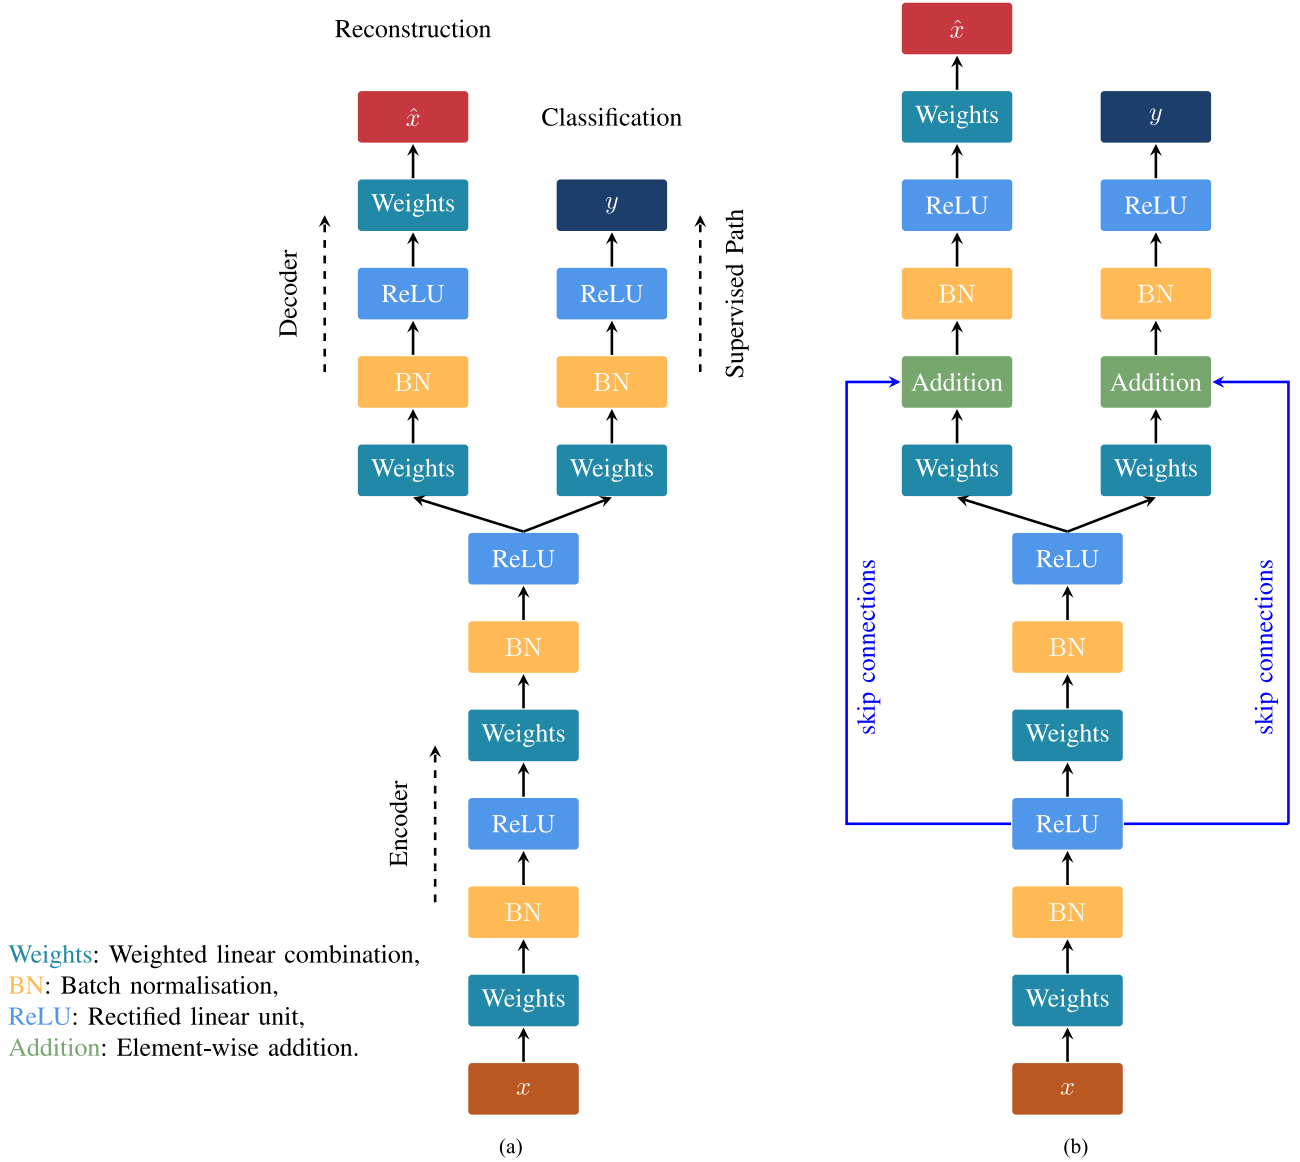 Reconstruction
x̂
Classification
Weights
y
ReLU
ReLU
BN
BN
Weights
Weights
Decoder
Supervised Path
ReLU
BN
Weights
ReLU
BN
Weights
x
Encoder
Weights: Weighted linear combination,
BN: Batch normalisation,
ReLU: Rectified linear unit,
Addition: Element-wise addition.
(a)
x̂
Weights
y
ReLU
ReLU
BN
BN
Addition
Addition
Weights
Weights
skip connections
skip connections
ReLU
BN
Weights
ReLU
BN
Weights
x
(b)